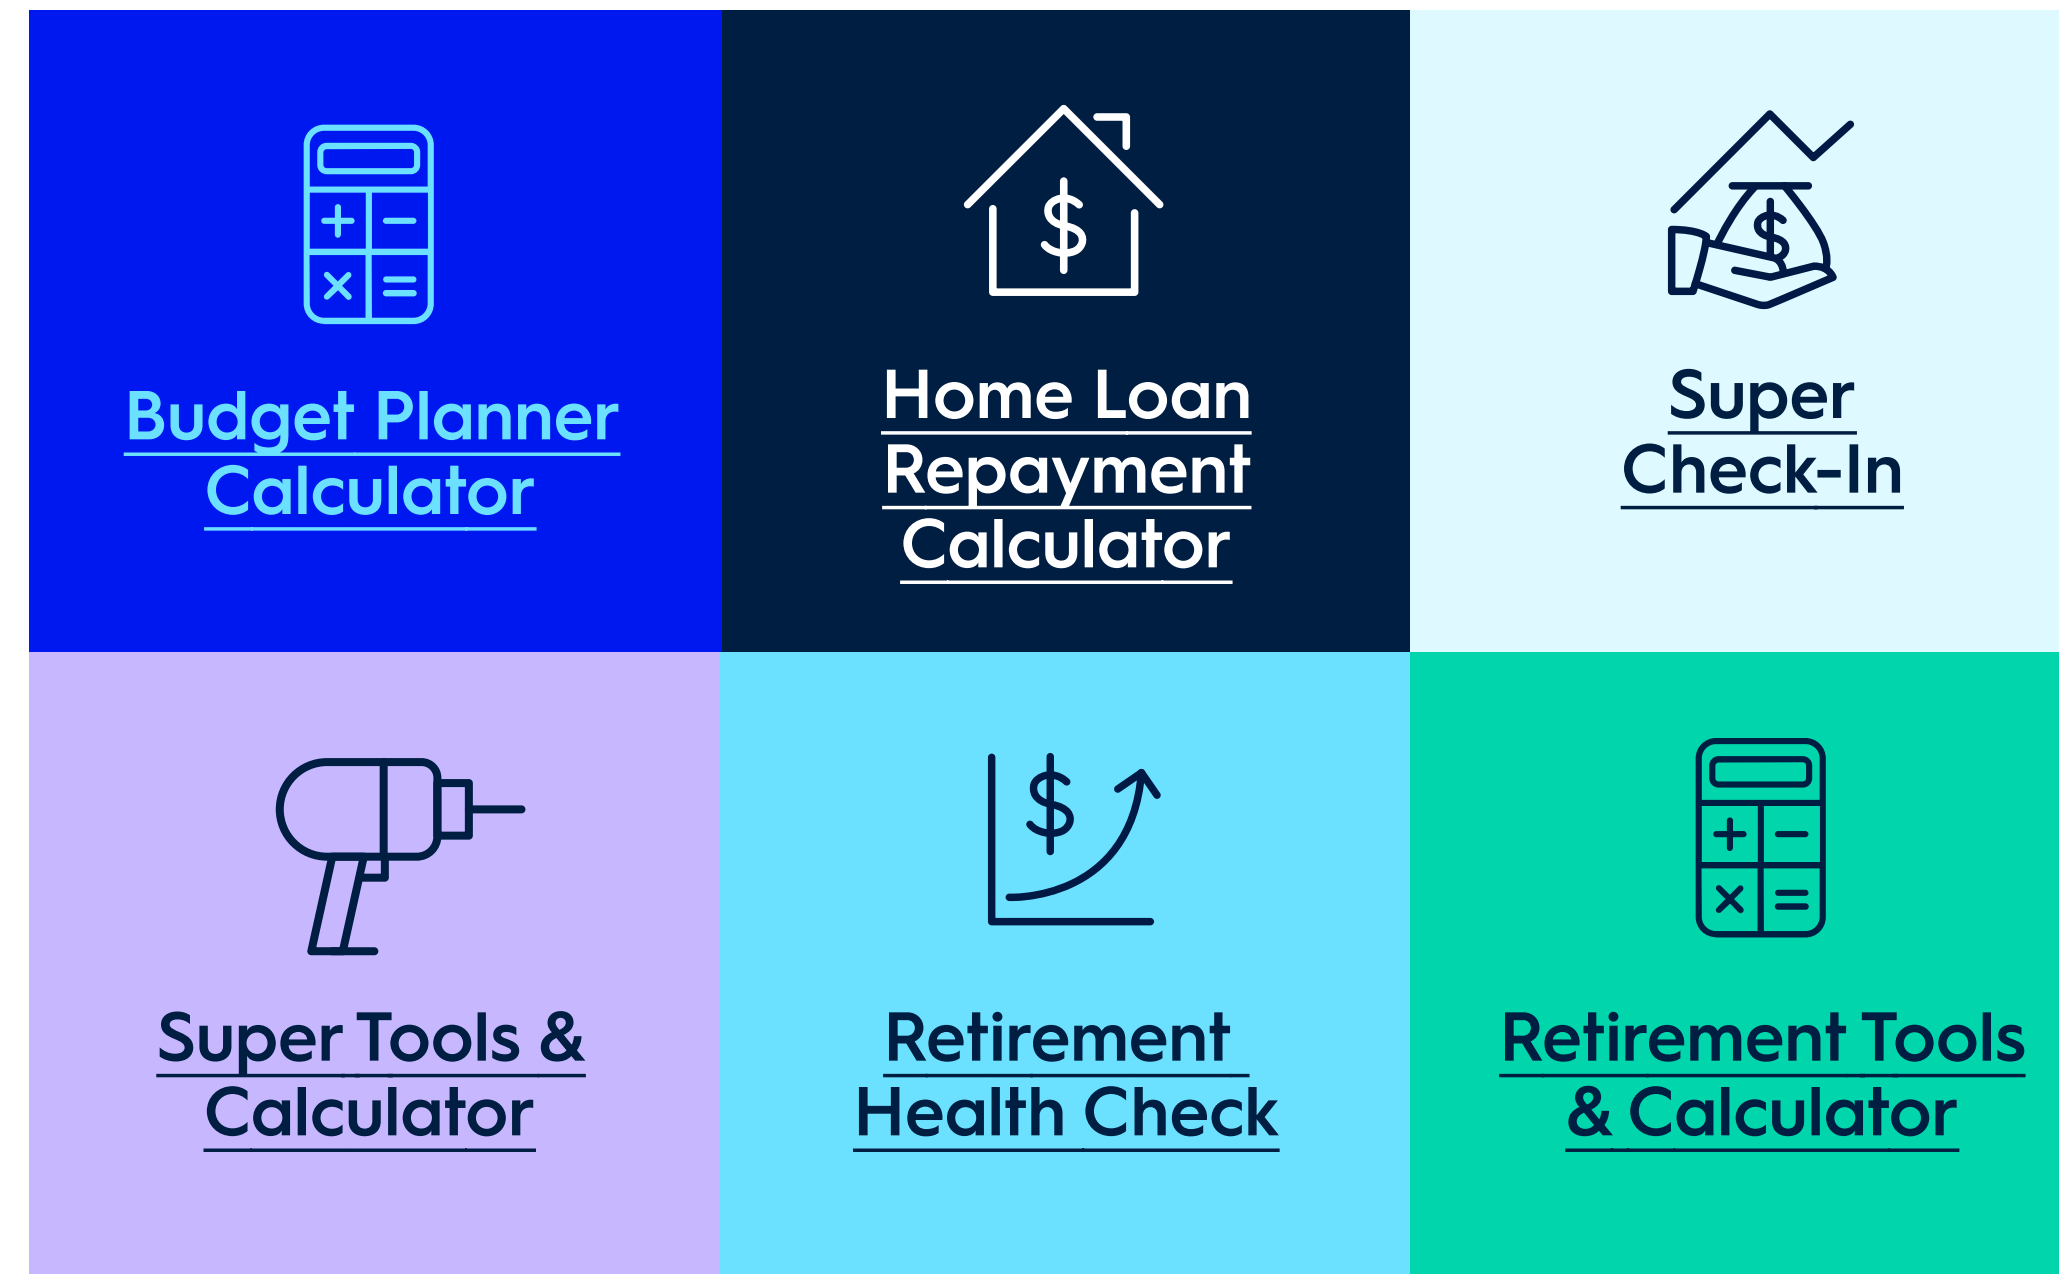 Budget Planner
Calculator
Home Loan
Repayment
Calculator
Super
Check-In
Super Tools &
Calculator
Retirement
Health Check
Retirement Tools
& Calculator